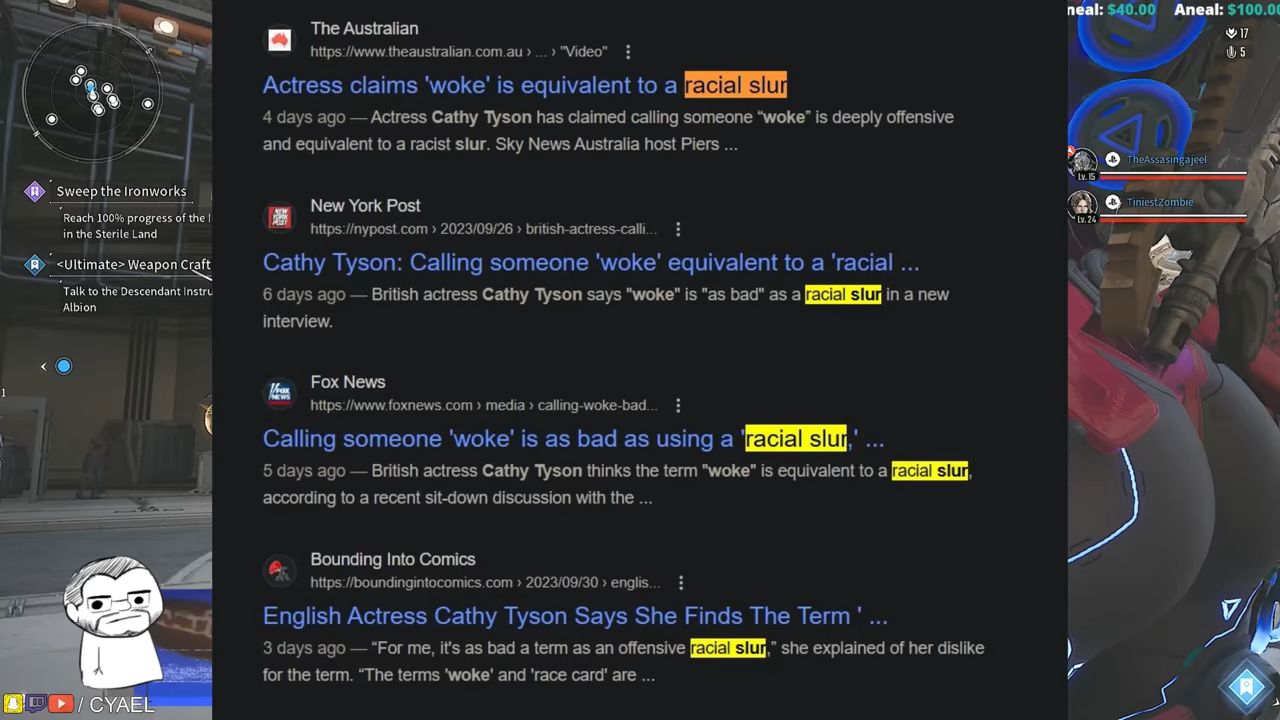 neal: $40.00 Aneal: $100.0
17
5
The Australian
https://www.theaustralian.com.au › ... › "Video"
Actress claims 'woke' is equivalent to a racial slur
4 days ago — Actress Cathy Tyson has claimed calling someone “woke” is deeply offensive
and equivalent to a racist slur. Sky News Australia host Piers ...
TheAssasingajeel
Lv.15
TiniestZombie
Lv.24
Sweep the Ironworks
Reach 100% progress of the
in the Sterile Land
<Ultimate> Weapon Craft
Talk to the Descendant Instru
Albion
New York Post
https://nypost.com › 2023/09/26 › british-actress-calli...
Cathy Tyson: Calling someone 'woke' equivalent to a 'racial ...
6 days ago — British actress Cathy Tyson says "woke" is "as bad" as a racial slur in a new
interview.
Fox News
https://www.foxnews.com › media › calling-woke-bad...
Calling someone 'woke' is as bad as using a 'racial slur,' ...
5 days ago — British actress Cathy Tyson thinks the term "woke" is equivalent to a racial slur,
according to a recent sit-down discussion with the ...
Bounding Into Comics
https://boundingintocomics.com › 2023/09/30 › englis...
English Actress Cathy Tyson Says She Finds The Term ' ...
3 days ago — “For me, it's as bad a term as an offensive racial slur,” she explained of her dislike
for the term. “The terms 'woke' and 'race card' are ...
/ CYAEL